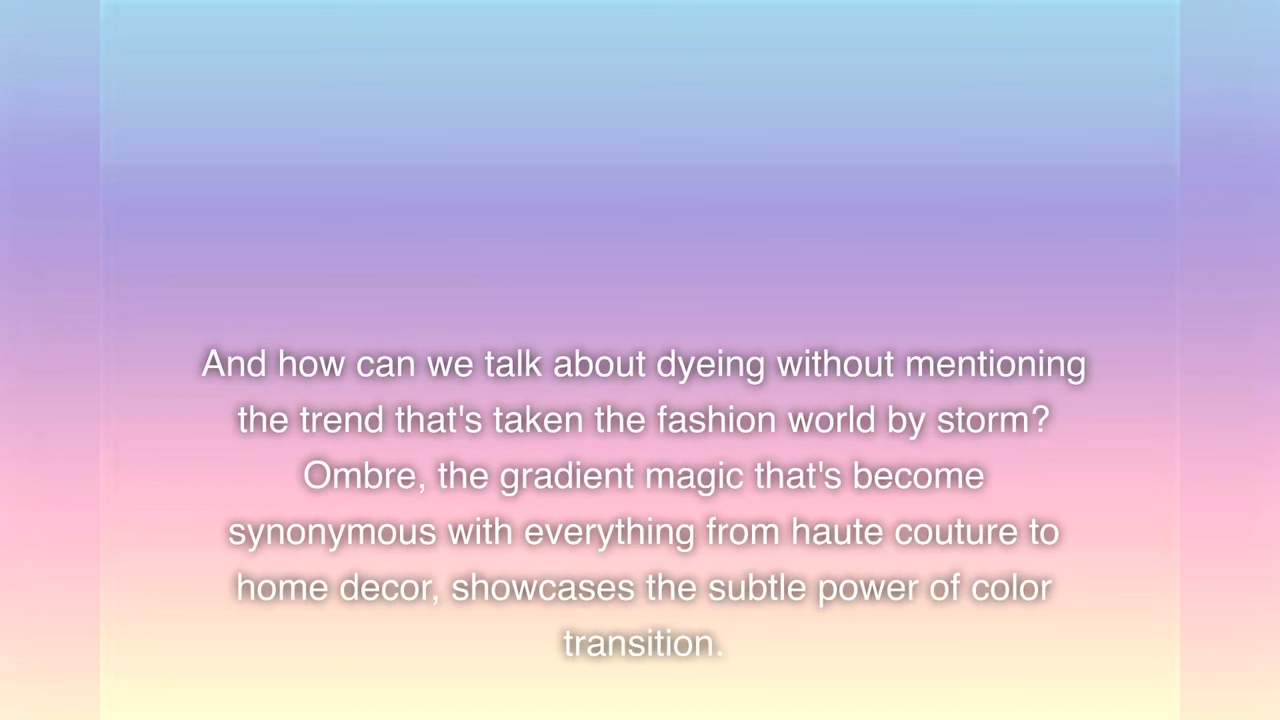 And how can we talk about dyeing without mentioning
the trend that's taken the fashion world by storm?
Ombre, the gradient magic that's become
synonymous with everything from haute couture to
home decor, showcases the subtle power of color
transition.